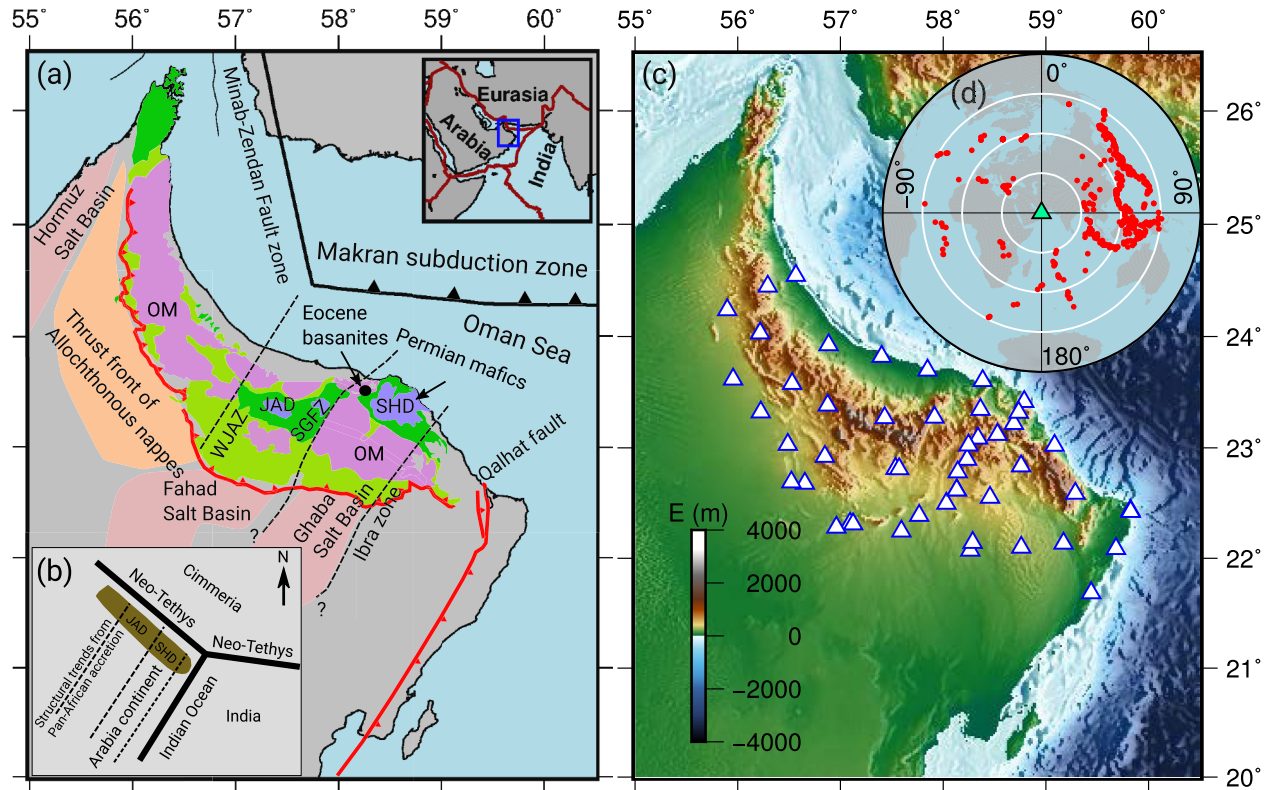 55° 56° 57° 58° 59° 60°
55° 56° 57° 58° 59° 60°
(a)
Minab-Zendan Fault zone
Eurasia
Arabia
India
Hormuz
Salt Basin
Makran subduction zone
OM
Eocene
basanites
Oman Sea
Permian mafics
Thrust front of
Allochthonous nappes
WJAZ
JAD
SGFZ
SHD
OM
Qalhat fault
Fahad
Salt Basin
Ghaba
Salt Basin
Ibra zone
?
?
(b)
N
Cimmeria
Neo-Tethys
Neo-Tethys
JAD
SHD
Structural trends from
Pan-African accretion
Arabia continent
Indian Ocean
India
(c)
(d)
0°
90°
180°
−90°
E (m)
4000
2000
0
−2000
−4000
26°
25°
24°
23°
22°
21°
20°